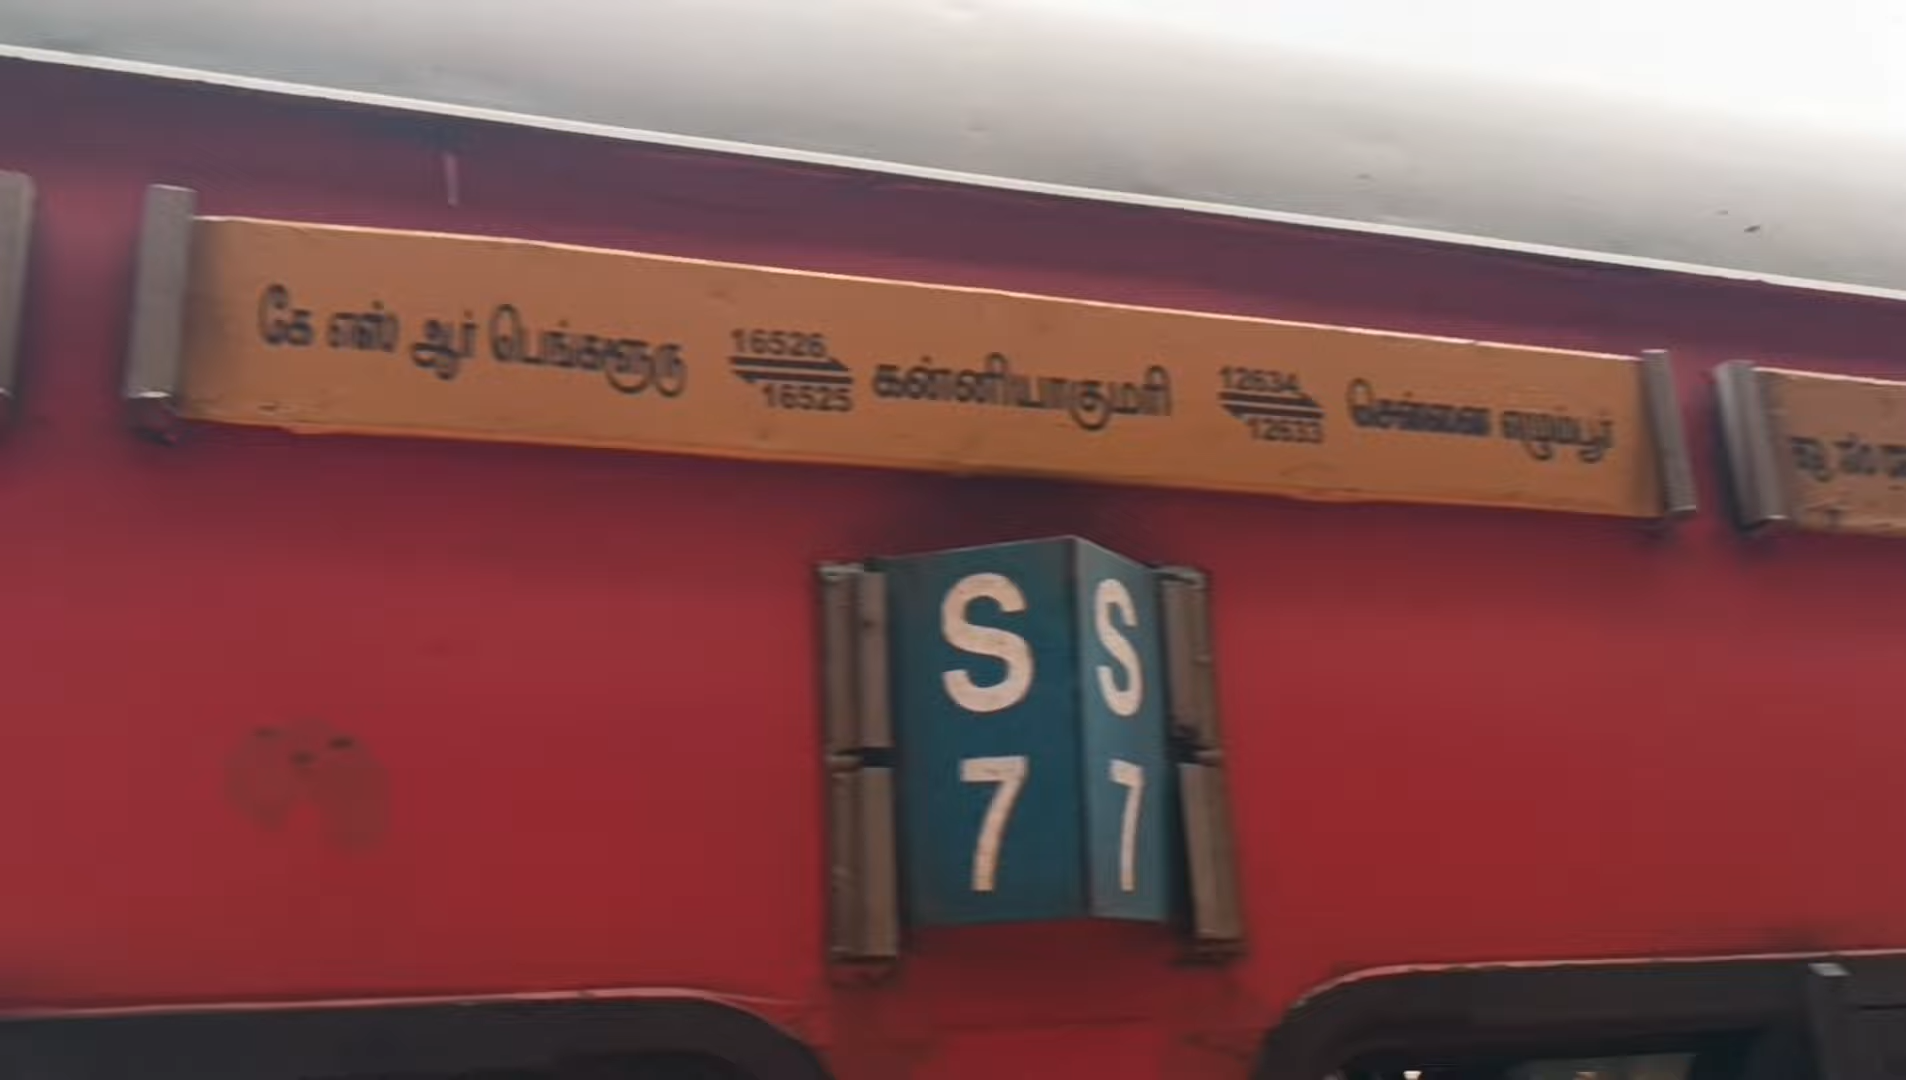 கே எஸ் ஆர் பெங்களூரு 16526 16525 கன்னியாகுமரி 12634 12633 சென்னை எழும்பூர்
S S
7 7